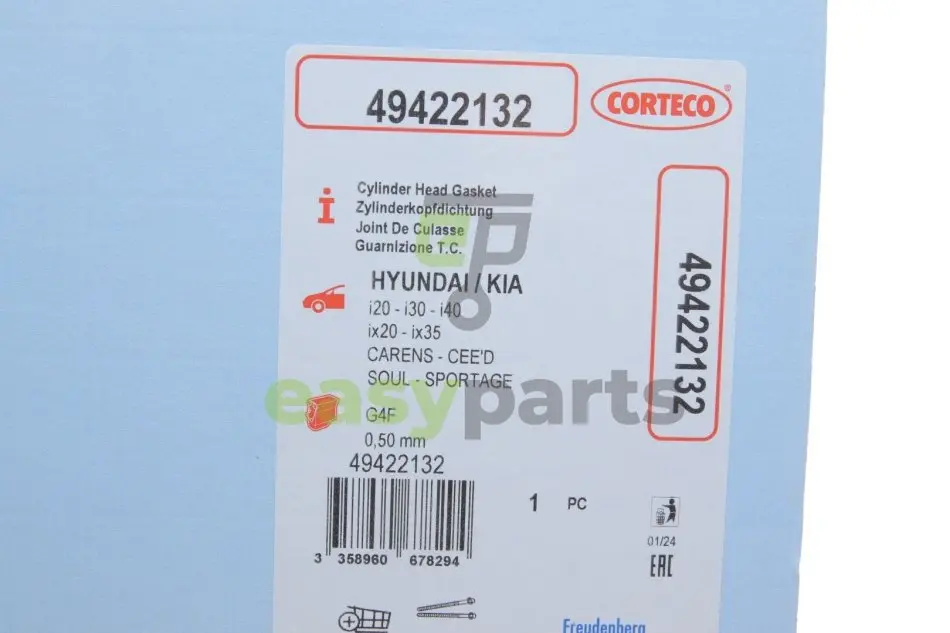 49422132
CORTECO®
Cylinder Head Gasket
Zylinderkopfdichtung
Joint De Culasse
Guarnizione T.C.
49422132
HYUNDAI / KIA
i20 - i30 - i40
ix20 - ix35
CARENS - CEE'D
SOUL - SPORTAGE
easyparts
G4F
0,50 mm
49422132
1 PC
3 358960 678294
01/24
EAC
Freudenberg